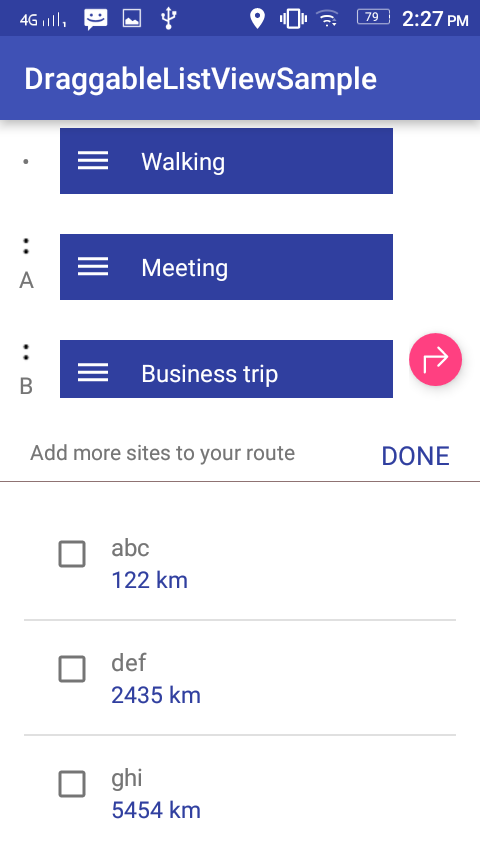 4G 79 2:27 PM
DraggableListViewSample
Walking
A Meeting
B Business trip
Add more sites to your route DONE
abc
122 km
def
2435 km
ghi
5454 km